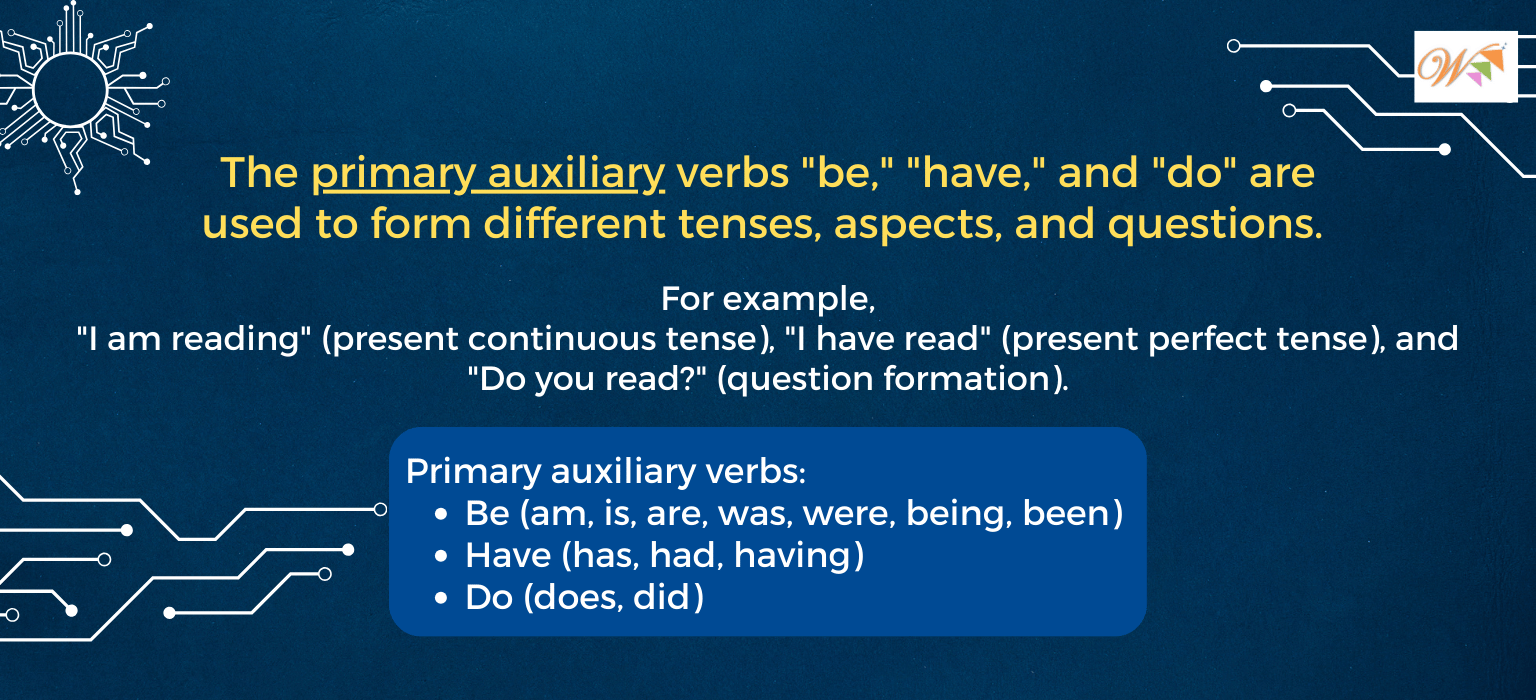 W
The primary auxiliary verbs "be," "have," and "do" are
used to form different tenses, aspects, and questions.
For example,
"I am reading" (present continuous tense), "I have read" (present perfect tense), and
"Do you read?" (question formation).
Primary auxiliary verbs:
• Be (am, is, are, was, were, being, been)
• Have (has, had, having)
• Do (does, did)